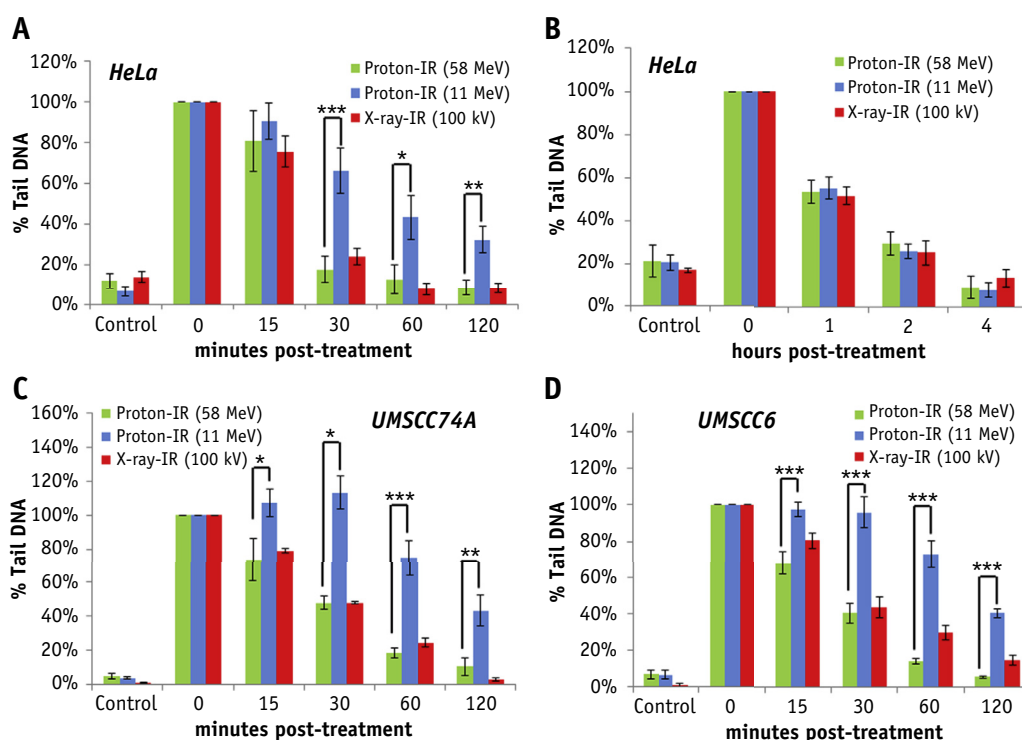 A
120%
100%
80%
60%
40%
20%
0%
% Tail DNA
HeLa
Proton-IR (58 MeV)
Proton-IR (11 MeV)
X-ray-IR (100 kV)
***
*
**
Control 0 15 30 60 120
minutes post-treatment
B
120%
100%
80%
60%
40%
20%
0%
% Tail DNA
HeLa
Proton-IR (58 MeV)
Proton-IR (11 MeV)
X-ray-IR (100 kV)
Control 0 1 2 4
hours post-treatment
C
160%
140%
120%
100%
80%
60%
40%
20%
0%
% Tail DNA
Proton-IR (58 MeV)
Proton-IR (11 MeV)
X-ray-IR (100 kV)
UMSCC74A
*
*
***
**
Control 0 15 30 60 120
minutes post-treatment
D
140%
120%
100%
80%
60%
40%
20%
0%
% Tail DNA
UMSCC6
Proton-IR (58 MeV)
Proton-IR (11 MeV)
X-ray-IR (100 kV)
***
***
***
***
Control 0 15 30 60 120
minutes post-treatment